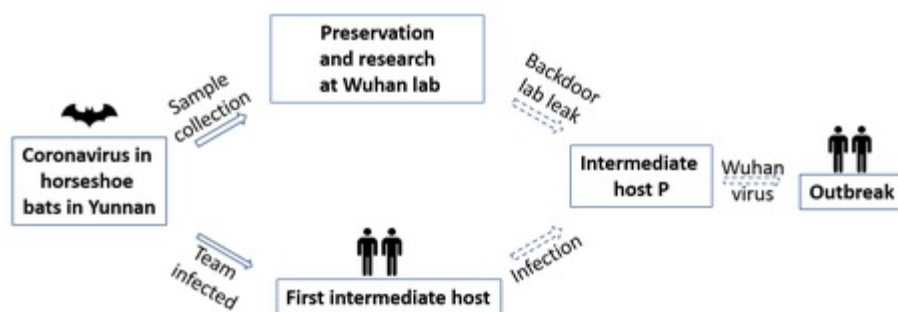 Preservation
and research
at Wuhan lab
Sample
collection
Backdoor
lab leak
Coronavirus in
horseshoe
bats in Yunnan
Intermediate
host P
Wuhan
virus
Outbreak
Team
infected
First intermediate host
Infection